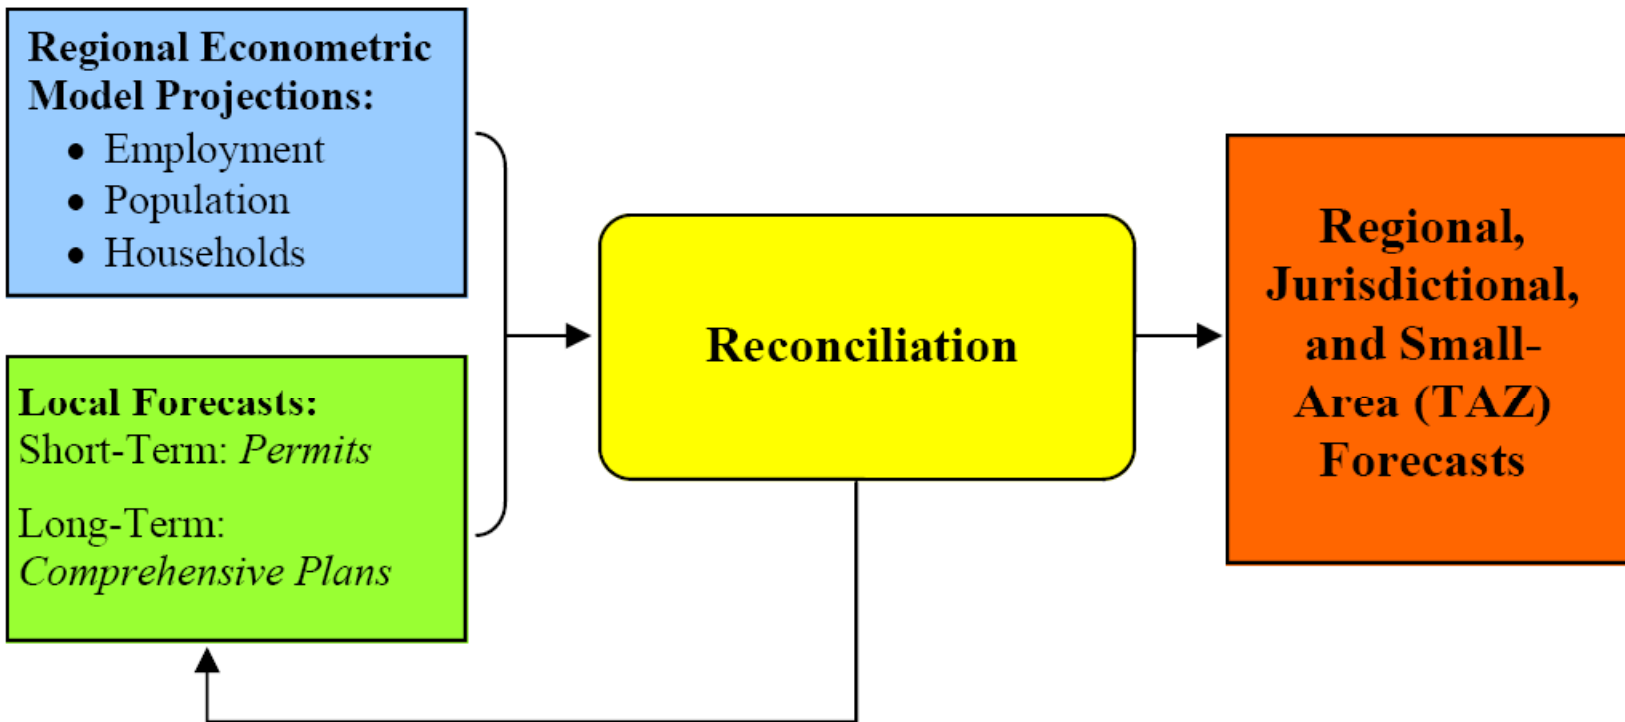 Regional Econometric
Model Projections:
• Employment
• Population
• Households
Local Forecasts:
Short-Term: Permits
Long-Term:
Comprehensive Plans
Reconciliation
Regional,
Jurisdictional,
and Small-
Area (TAZ)
Forecasts